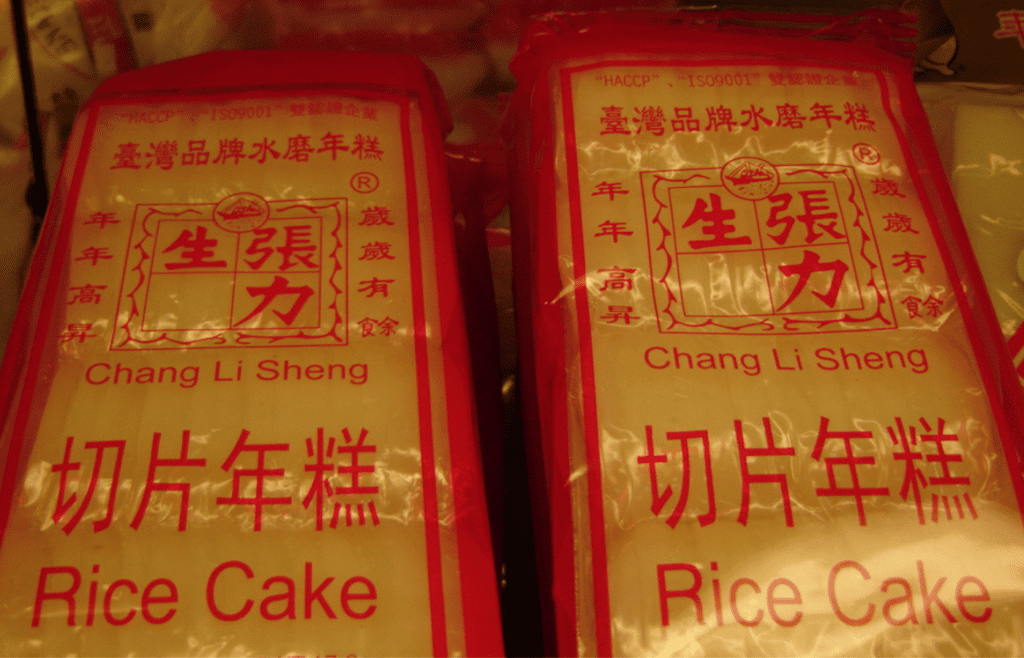 "HACCP"、"ISO9001"雙認證企業
臺灣品牌水磨年糕
®
年年高昇
張力
生
歲歲有餘
Chang Li Sheng
切片年糕
Rice Cake
"HACCP"、"ISO9001"雙認證企業
臺灣品牌水磨年糕
®
年年高昇
張力
生
歲歲有餘
Chang Li Sheng
切片年糕
Rice Cake